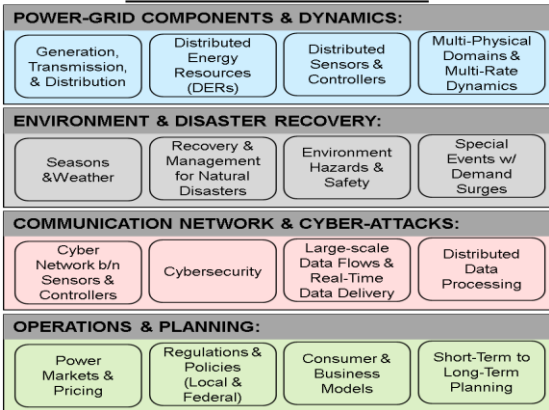 POWER-GRID COMPONENTS & DYNAMICS:
Generation,
Transmission,
& Distribution
Distributed
Energy
Resources
(DERs)
Distributed
Sensors &
Controllers
Multi-Physical
Domains &
Multi-Rate
Dynamics
ENVIRONMENT & DISASTER RECOVERY:
Seasons
&Weather
Recovery &
Management
for Natural
Disasters
Environment
Hazards &
Safety
Special
Events w/
Demand
Surges
COMMUNICATION NETWORK & CYBER-ATTACKS:
Cyber
Network b/n
Sensors &
Controllers
Cybersecurity
Large-scale
Data Flows &
Real-Time
Data Delivery
Distributed
Data
Processing
OPERATIONS & PLANNING:
Power
Markets &
Pricing
Regulations &
Policies
(Local &
Federal)
Consumer &
Business
Models
Short-Term to
Long-Term
Planning